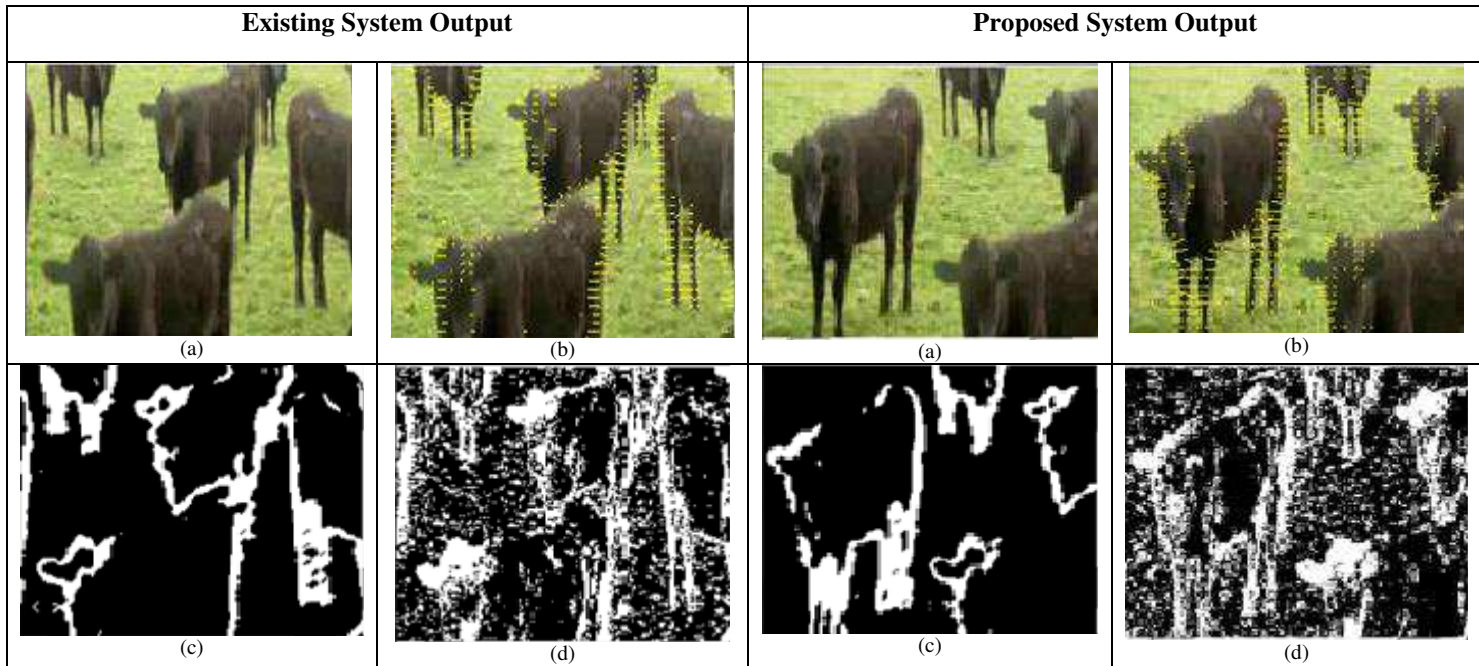 Existing System Output
Proposed System Output
(a)
(b)
(a)
(b)
(c)
(d)
(c)
(d)